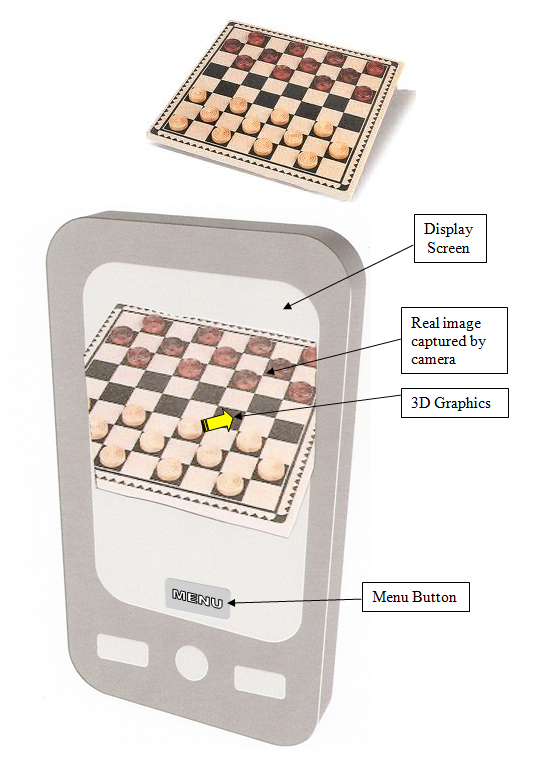 Display
Screen
Real image
captured by
camera
3D Graphics
Menu Button
MENU